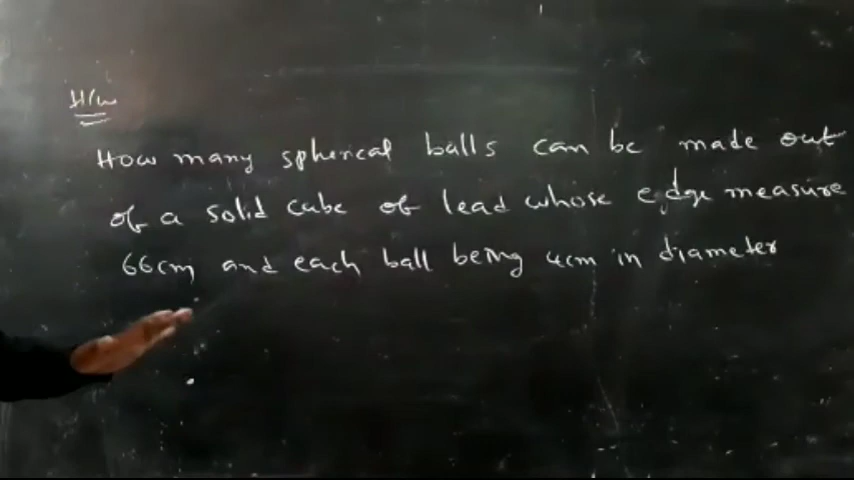 H/w
How many spherical balls can be made out
of a solid cube of lead whose edge measure
66cm and each ball being 4cm in diameter